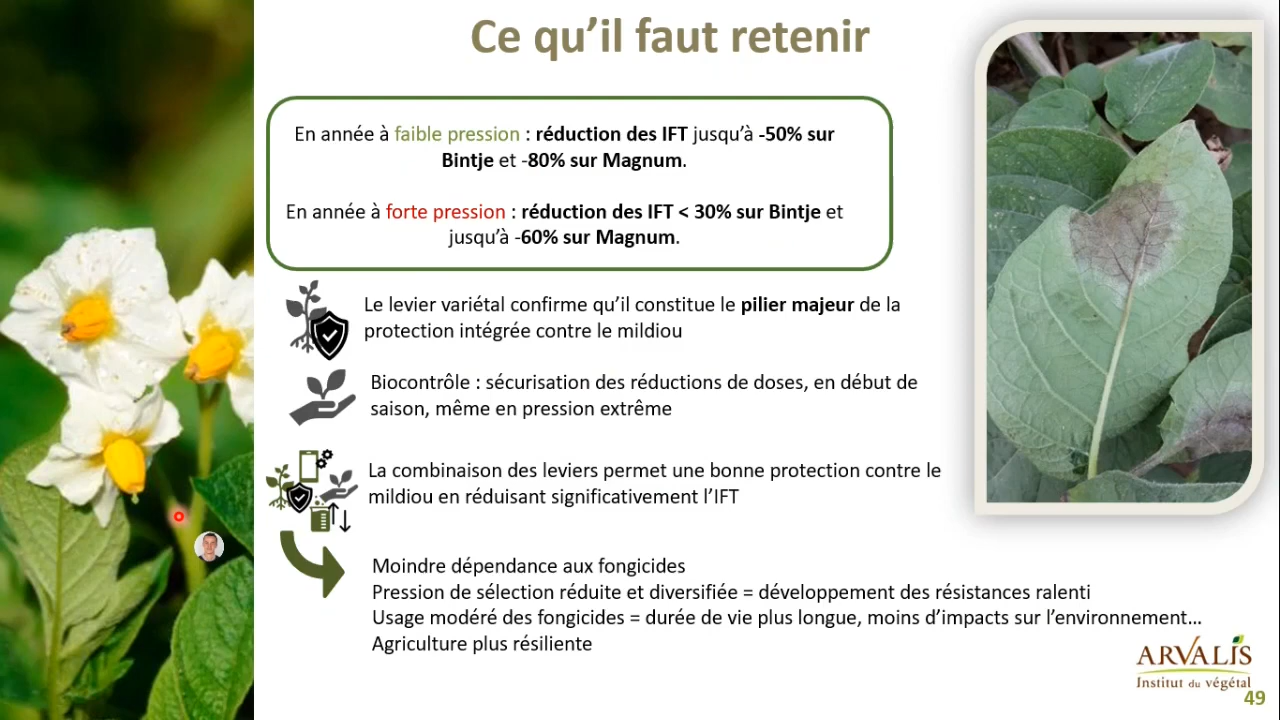 Ce qu'il faut retenir
En année à faible pression : réduction des IFT jusqu'à -50% sur
Bintje et -80% sur Magnum.
En année à forte pression : réduction des IFT < 30% sur Bintje et
jusqu'à -60% sur Magnum.
Le levier variétal confirme qu'il constitue le pilier majeur de la
protection intégrée contre le mildiou
Biocontrôle : sécurisation des réductions de doses, en début de
saison, même en pression extrême
La combinaison des leviers permet une bonne protection contre le
mildiou en réduisant significativement l'IFT
Moindre dépendance aux fongicides
Pression de sélection réduite et diversifiée = développement des résistances ralenti
Usage modéré des fongicides = durée de vie plus longue, moins d'impacts sur l'environnement...
Agriculture plus résiliente
ARVALIS
Institut du végétal
49